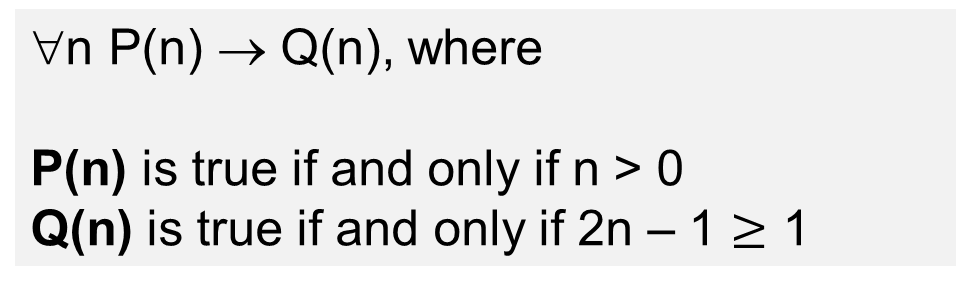 ∀n P(n) → Q(n), where
P(n) is true if and only if n > 0
Q(n) is true if and only if 2n – 1 ≥ 1